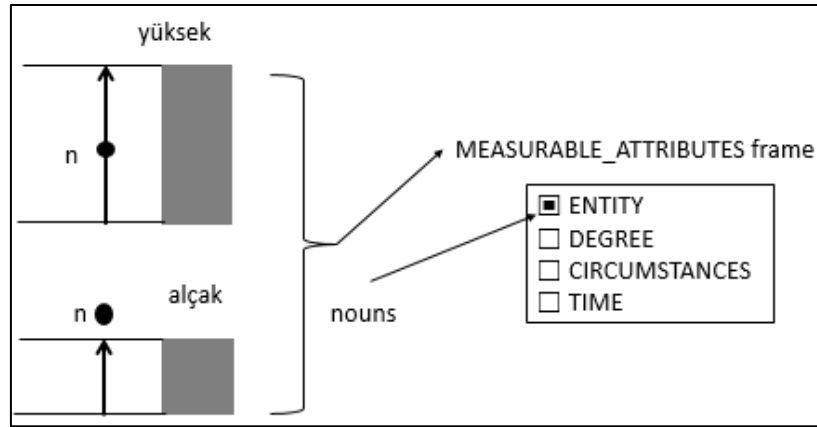 yüksek
n
MEASURABLE_ATTRIBUTES frame
ENTITY
DEGREE
CIRCUMSTANCES
TIME
alçak
n
nouns